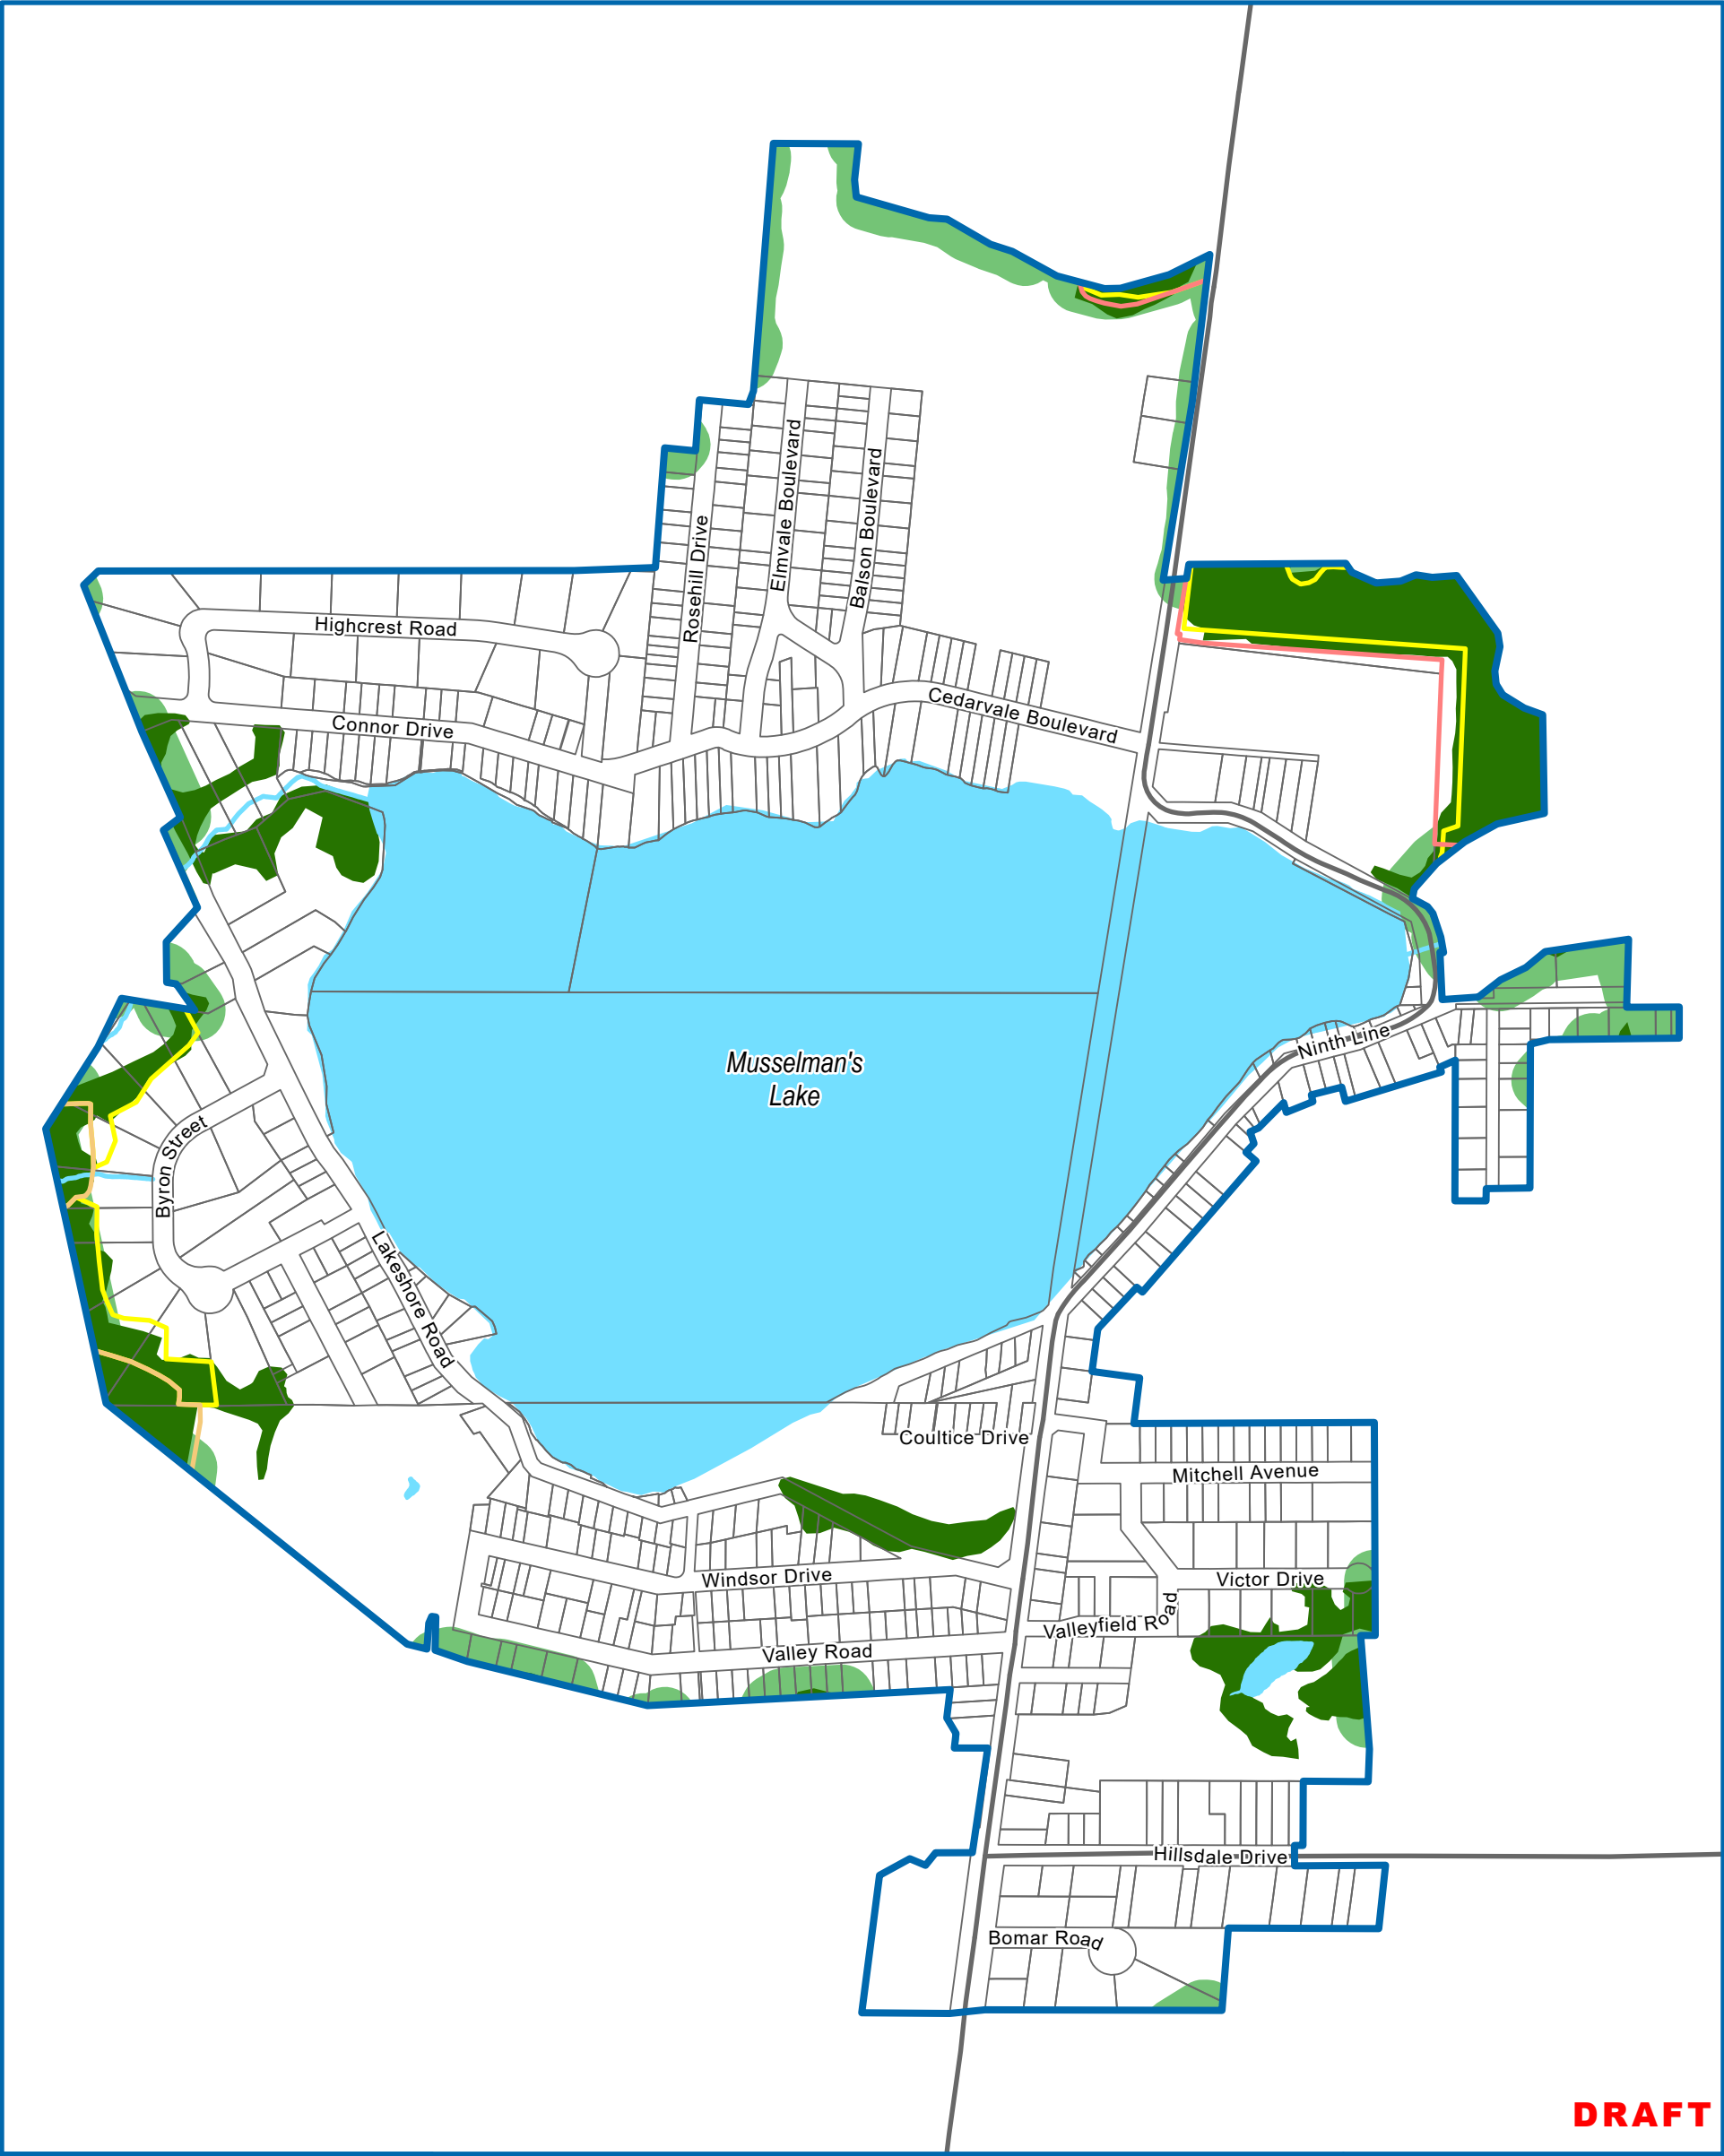 Elmvale Boulevard
Balson Boulevard
Rosehill Drive
Highcrest Road
Cedarvale Boulevard
Connor Drive
Musselman's
Lake
Ninth Line
Byron Street
Lakeshore Road
Coultice Drive
Mitchell Avenue
Windsor Drive
Victor Drive
Valleyfield Road
Valley Road
Hillsdale Drive
Bomar Road
DRAFT